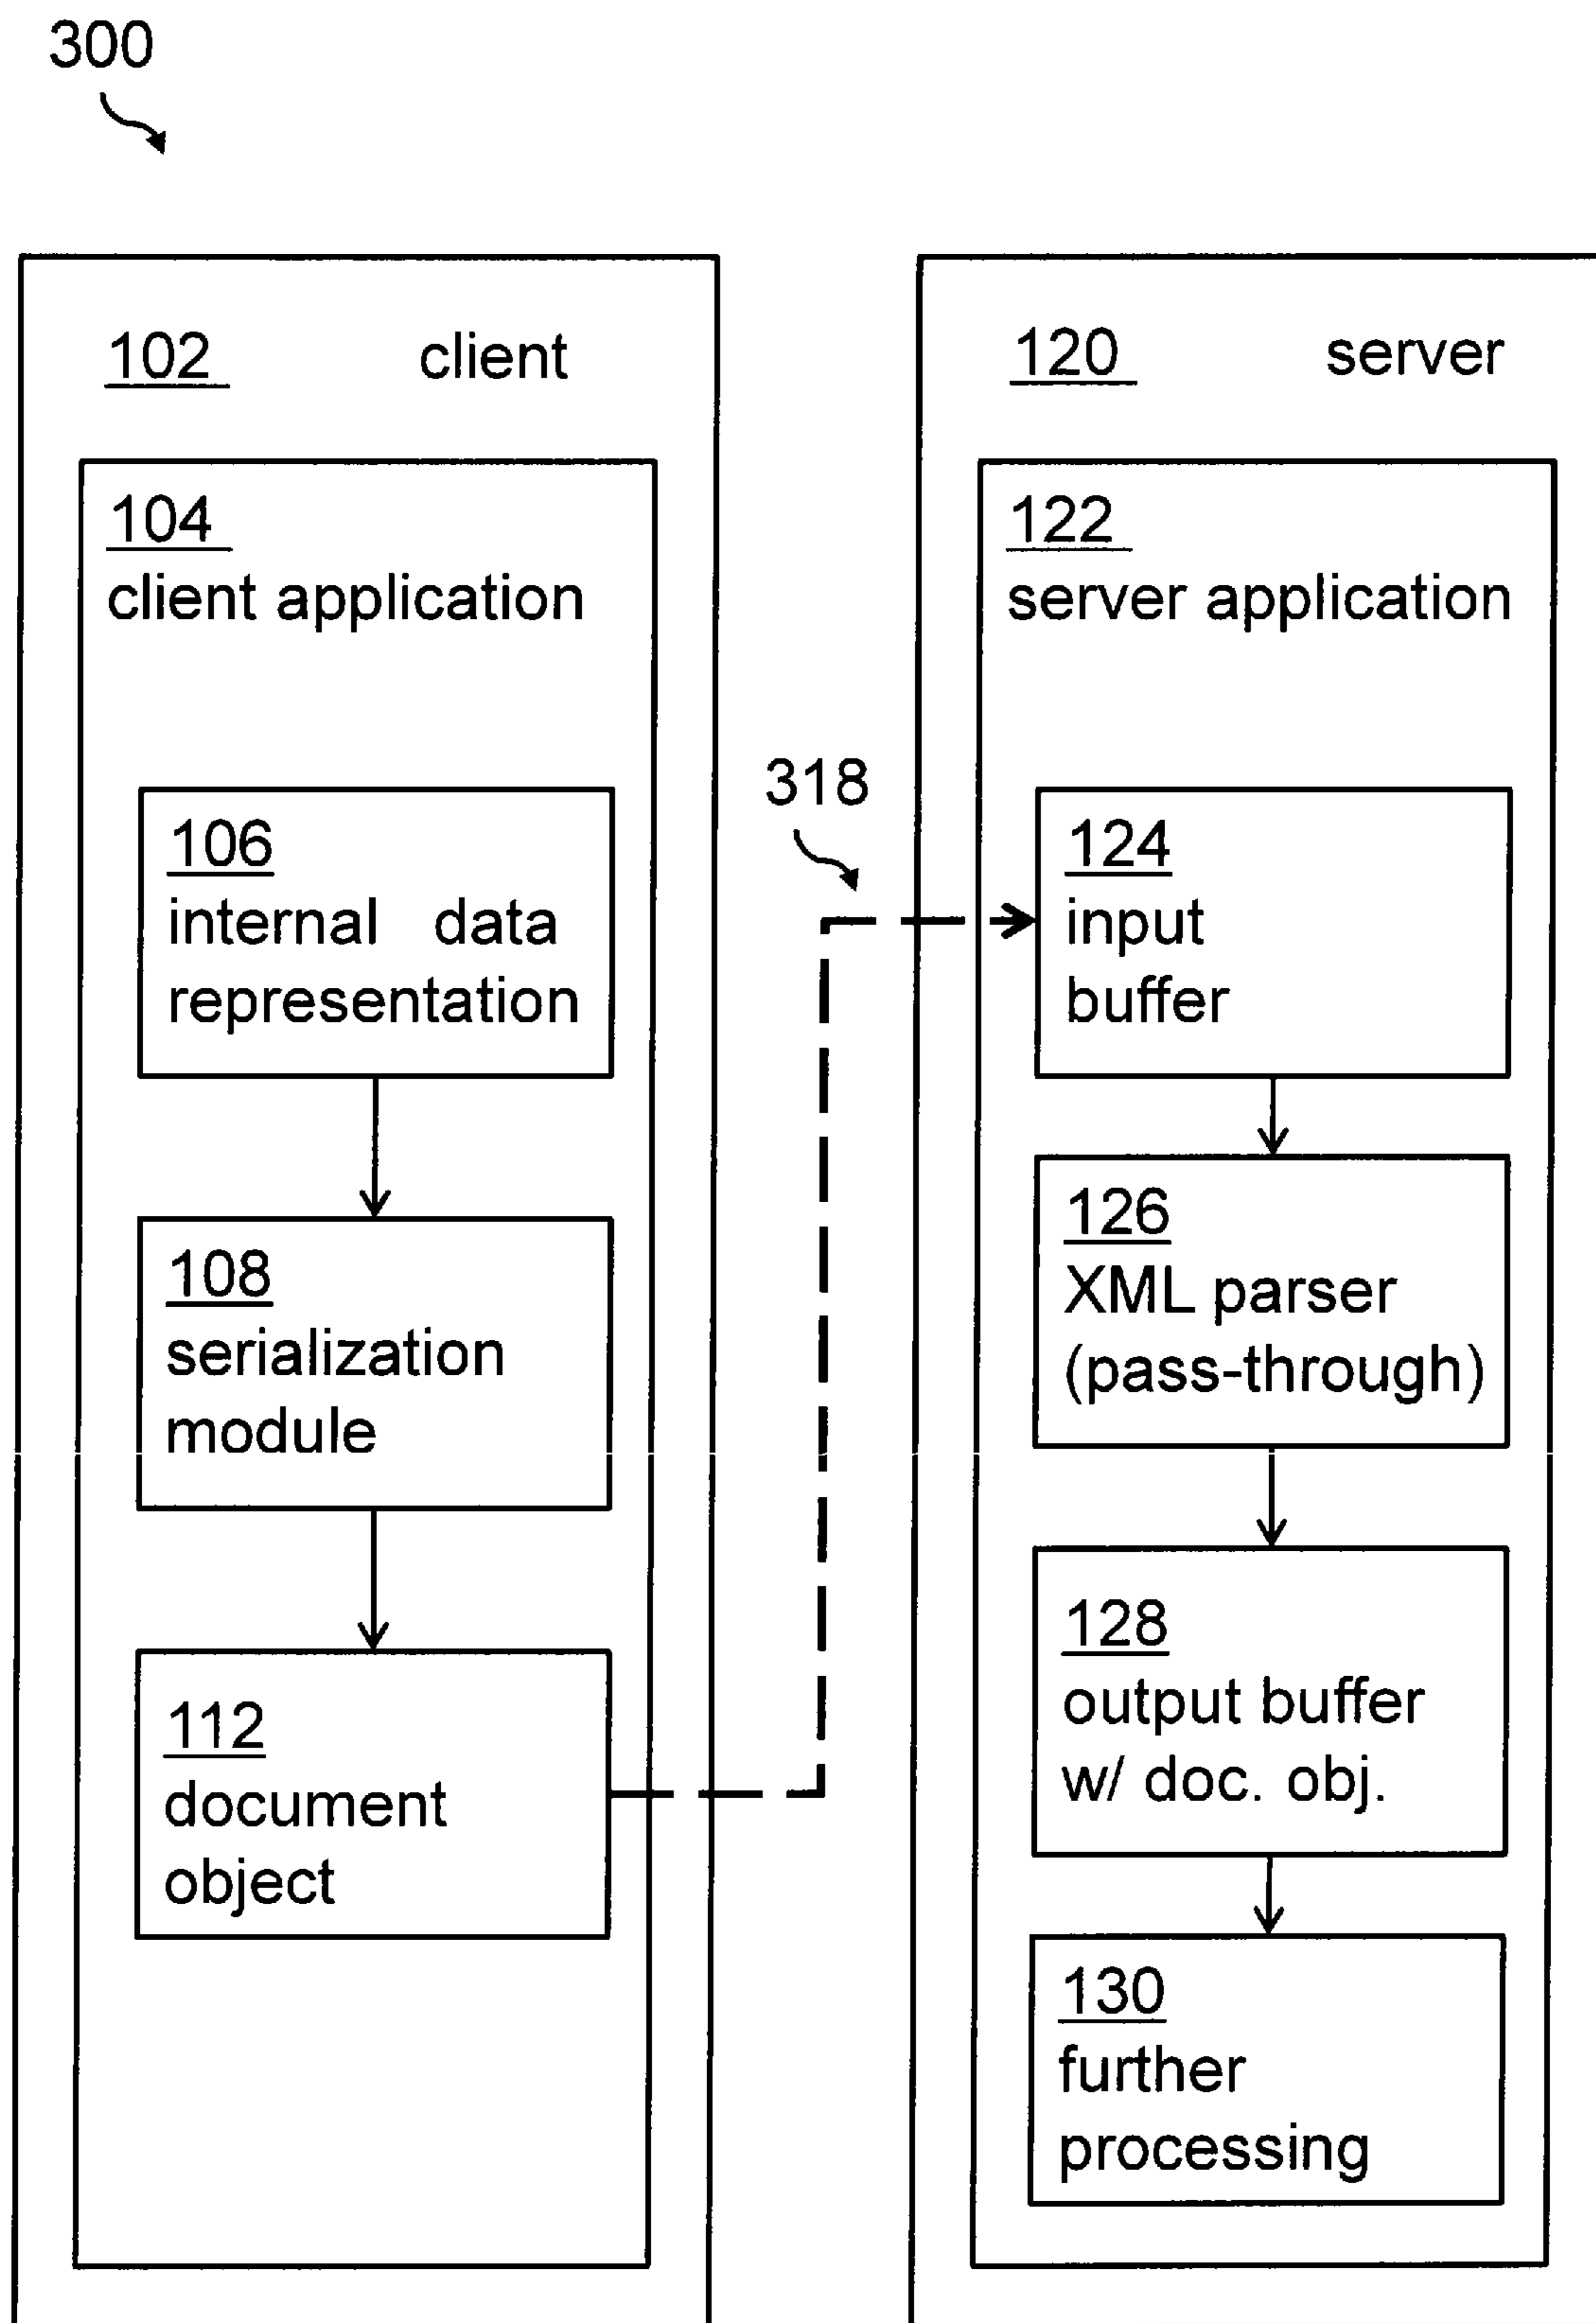 300
102 client
104
client application
106
internal data
representation
108
serialization
module
112
document
object
318
120 server
122
server application
124
input
buffer
126
XML parser
(pass-through)
128
output buffer
w/ doc. obj.
130
further
processing